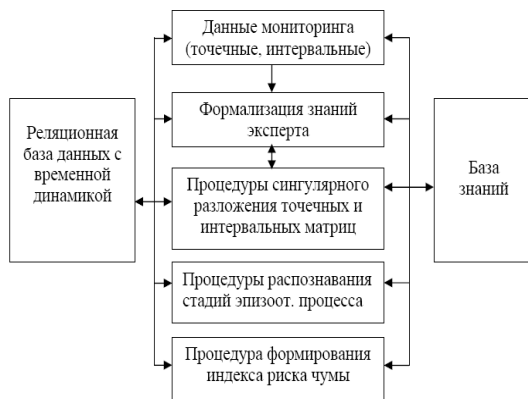 Данные мониторинга
(точечные, интервальные)
Формализация знаний
эксперта
Реляционная
база данных с
временной
динамикой
База
знаний
Процедуры сингулярного
разложения точечных и
интервальных матриц
Процедуры распознавания
стадий эпизоот. процесса
Процедура формирования
индекса риска чумы